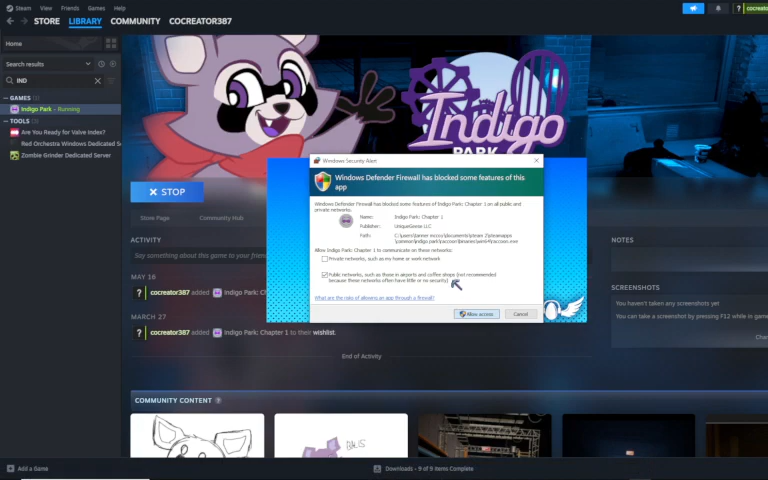 Steam View Friends Games Help
cocreator
STORE LIBRARY COMMUNITY COCREATOR387
Home
Search results
IND
GAMES
Indigo Park - Running
TOOLS
Are You Ready for Valve Index?
Red Orchestra Windows Dedicated S
Zombie Grinder Dedicated Server
Indigo
PARK
STOP
Store Page
Community Hub
ACTIVITY
Say something about this game to your frien
MAY 16
cocreator387 added Indigo Park: Ch
MARCH 27
cocreator387 added Indigo Park: Chapter 1 to their wishlist.
End of Activity
COMMUNITY CONTENT ?
Windows Security Alert
Windows Defender Firewall has blocked some features of this
app
Windows Defender Firewall has blocked some features of Indigo Park: Chapter 1 on all public and
private networks.
Name: Indigo Park: Chapter 1
Publisher: UniqueGeese LLC
Path:
Allow Indigo Park: Chapter 1 to communicate on these networks:
Private networks, such as my home or work network
Public networks, such as those in airports and coffee shops (not recommended
because these networks often have little or no security)
What are the risks of allowing an app through a firewall?
Allow access
Cancel
NOTES
SCREENSHOTS
You haven't taken any screenshots yet
You can take a screenshot by pressing F12 while in game
Add a Game
Downloads - 9 of 9 Items Complete